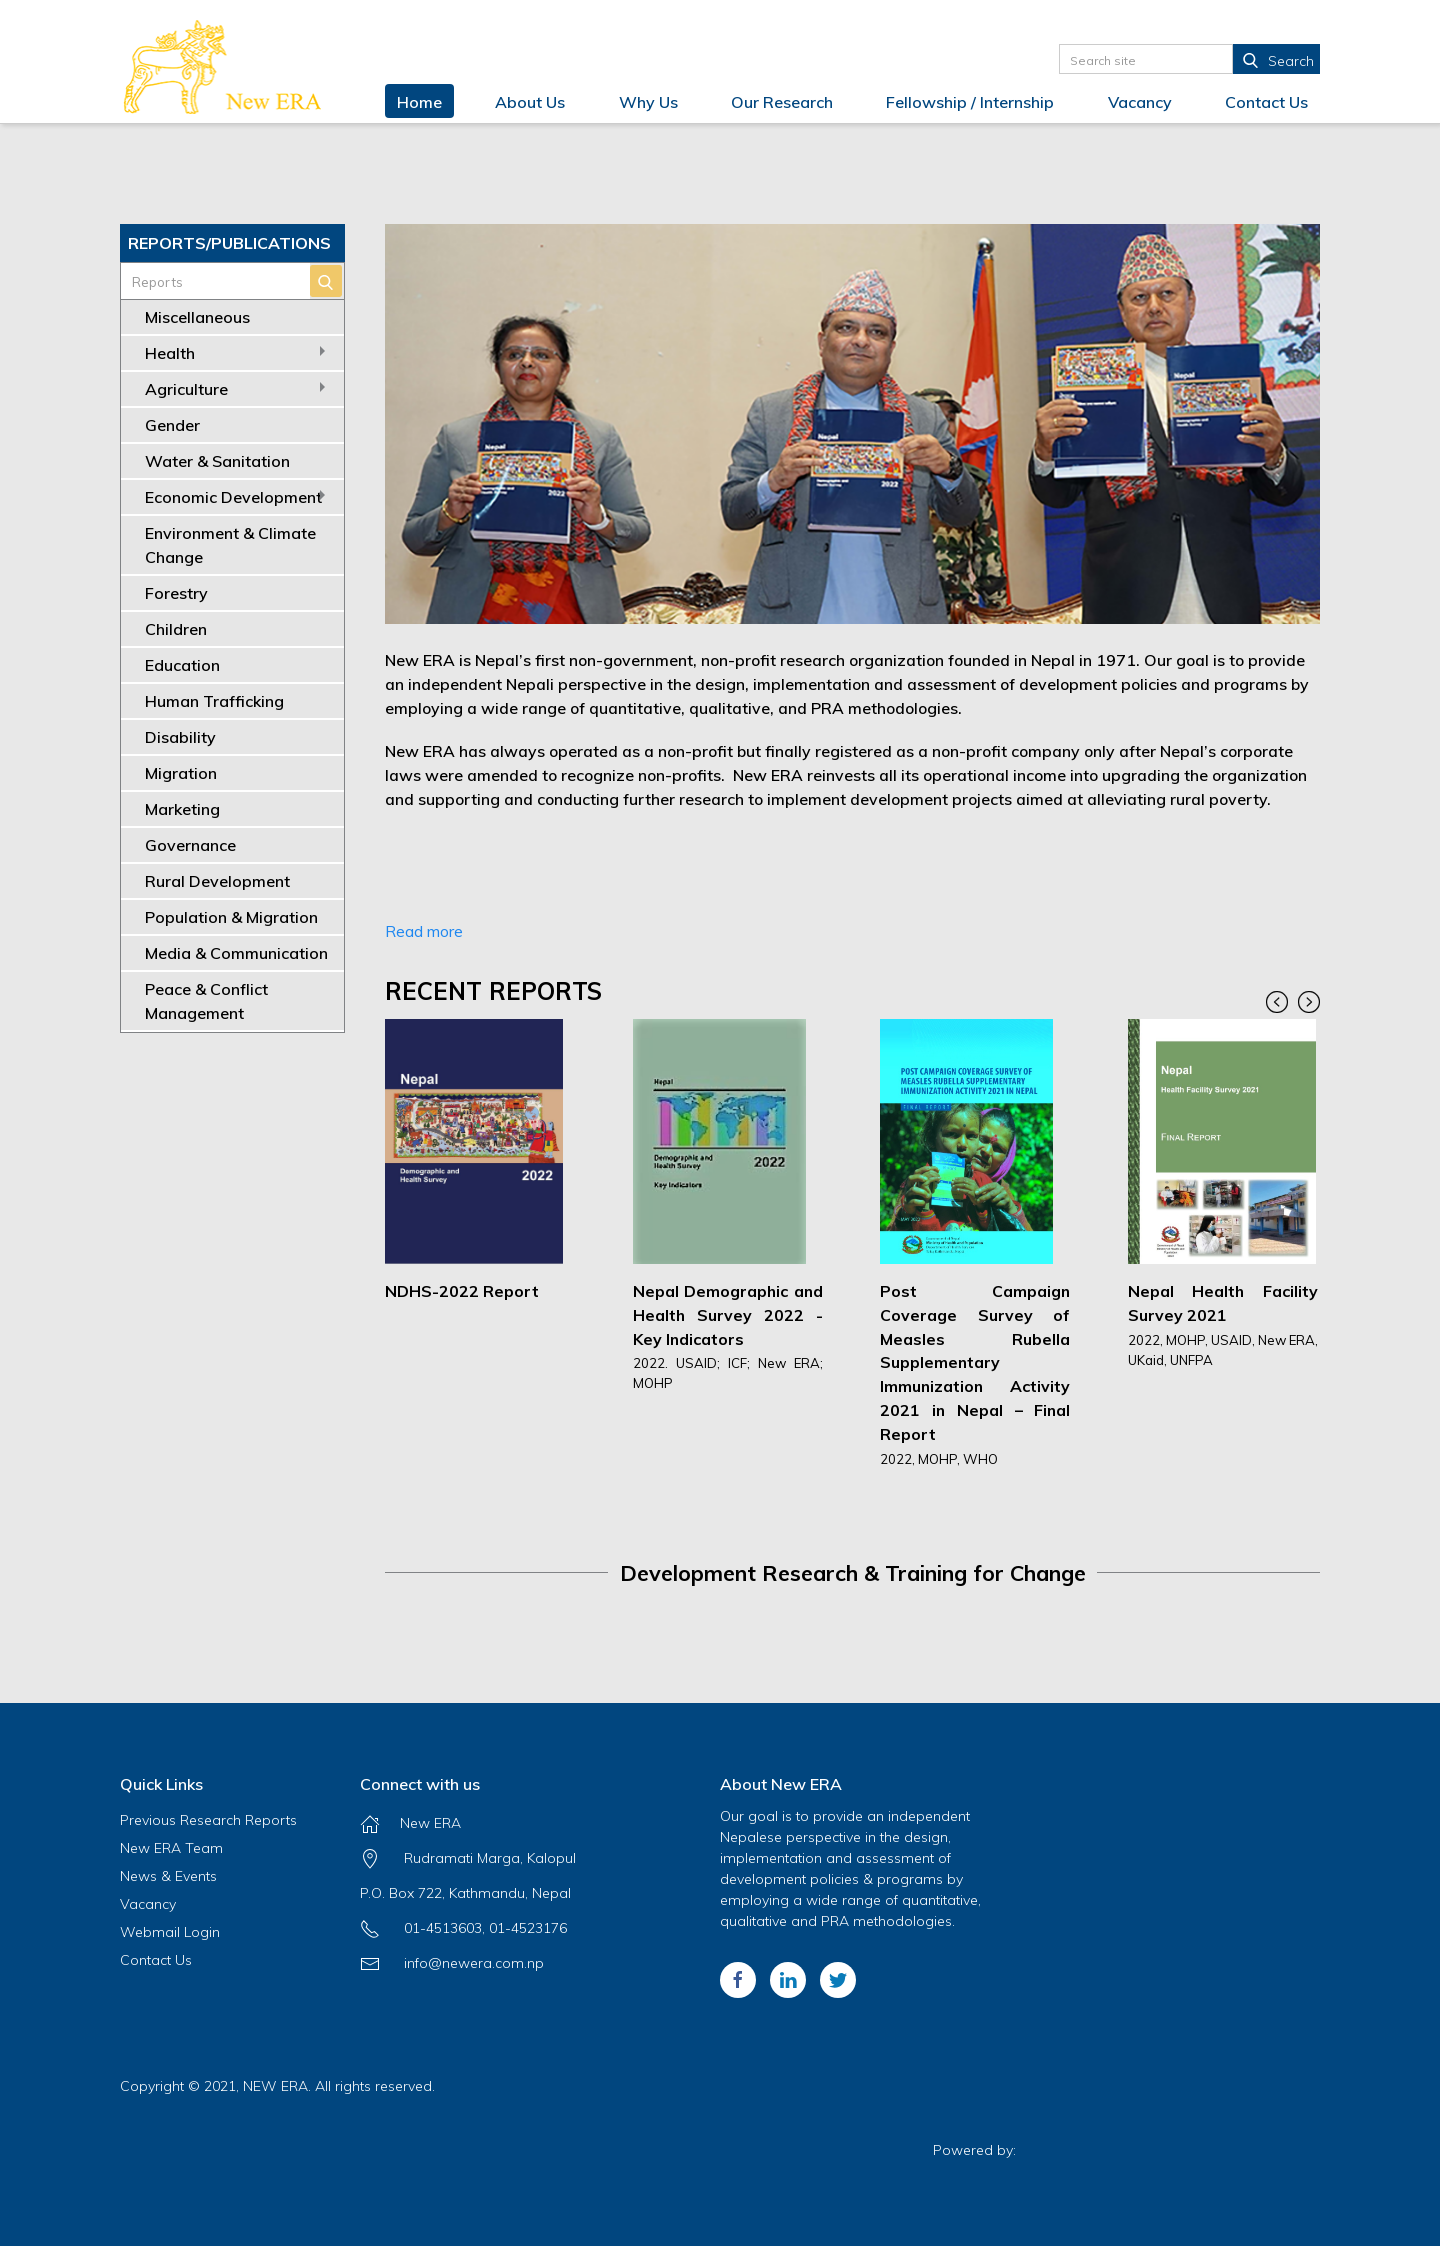 New ERA
Search site
Search
Home
About Us
Why Us
Our Research
Fellowship / Internship
Vacancy
Contact Us
REPORTS/PUBLICATIONS
Reports
Miscellaneous
Health
Agriculture
Gender
Water & Sanitation
Economic Development
Environment & Climate
Change
Forestry
Children
Education
Human Trafficking
Disability
Migration
Marketing
Governance
Rural Development
Population & Migration
Media & Communication
Peace & Conflict
Management
Nepal
2022
Nepal
2022
Nepal
New ERA is Nepal’s first non-government, non-profit research organization founded in Nepal in 1971. Our goal is to provide
an independent Nepali perspective in the design, implementation and assessment of development policies and programs by
employing a wide range of quantitative, qualitative, and PRA methodologies.
New ERA has always operated as a non-profit but finally registered as a non-profit company only after Nepal’s corporate
laws were amended to recognize non-profits.  New ERA reinvests all its operational income into upgrading the organization
and supporting and conducting further research to implement development projects aimed at alleviating rural poverty.
Read more
RECENT REPORTS
Nepal
Demographic and
Health Survey
2022
NDHS-2022 Report
Nepal
Demographic and
Health Survey
2022
Key Indicators
Nepal Demographic and
Health Survey 2022 -
Key Indicators
2022. USAID; ICF; New ERA;
MOHP
POST CAMPAIGN COVERAGE SURVEY OF
MEASLES RUBELLA SUPPLEMENTARY
IMMUNIZATION ACTIVITY 2021 IN NEPAL
FINAL REPORT
MAY 2022
Post Campaign
Coverage Survey of
Measles Rubella
Supplementary
Immunization Activity
2021 in Nepal – Final
Report
2022, MOHP, WHO
Nepal
Health Facility Survey 2021
FINAL REPORT
Nepal Health Facility
Survey 2021
2022, MOHP, USAID, New ERA,
UKaid, UNFPA
Development Research & Training for Change
Quick Links
Previous Research Reports
New ERA Team
News & Events
Vacancy
Webmail Login
Contact Us
Connect with us
New ERA
Rudramati Marga, Kalopul
P.O. Box 722, Kathmandu, Nepal
01-4513603, 01-4523176
info@newera.com.np
About New ERA
Our goal is to provide an independent
Nepalese perspective in the design,
implementation and assessment of
development policies & programs by
employing a wide range of quantitative,
qualitative and PRA methodologies.
Copyright © 2021, NEW ERA. All rights reserved.
Powered by: